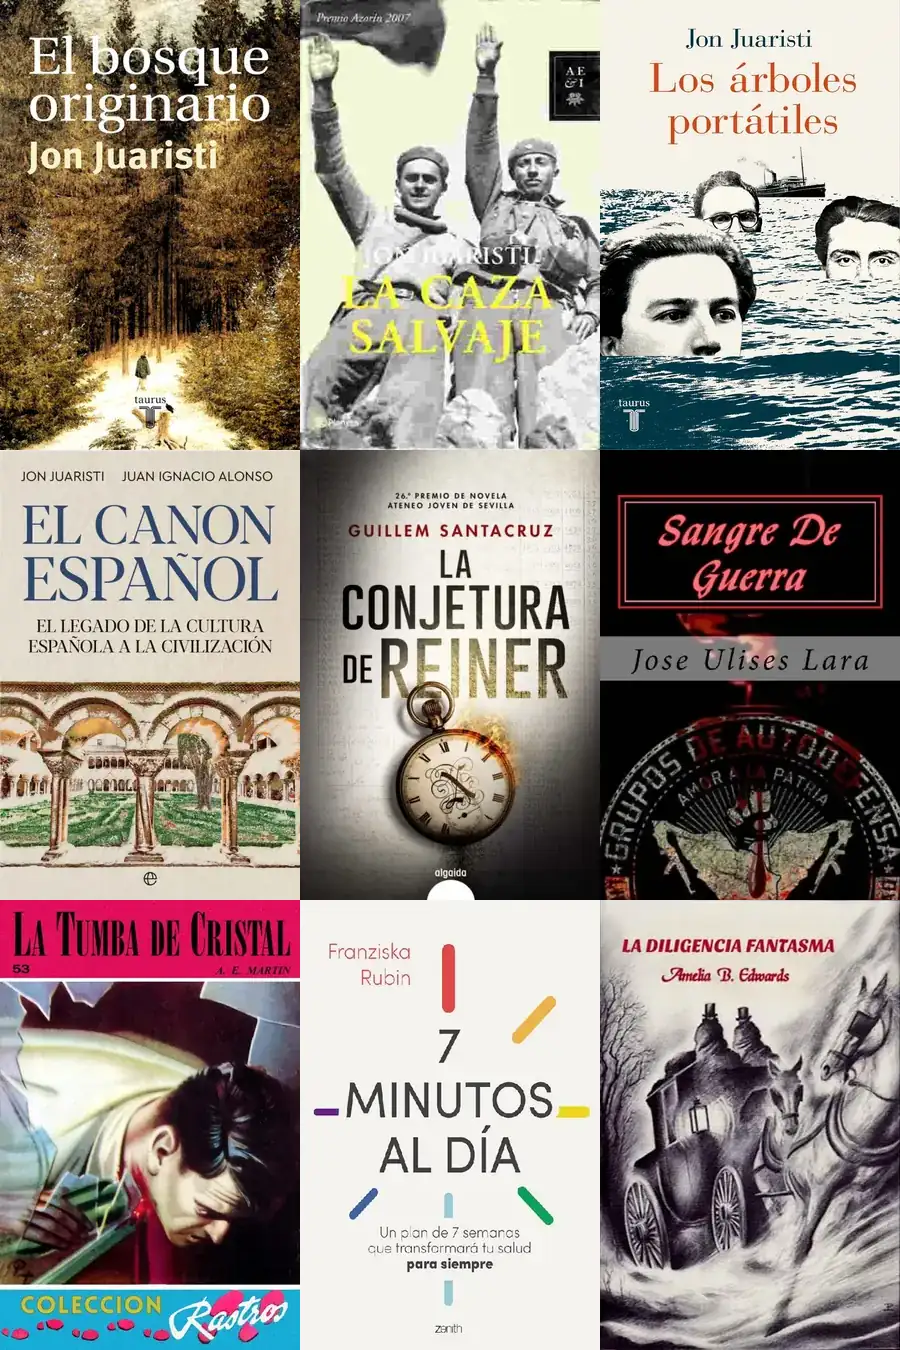 El bosque
originario
Jon Juaristi
taurus
Premio Azorín 2007
AE
&I
JON JUARISTI
LA CAZA
SALVAJE
Planeta
Jon Juaristi
Los árboles
portátiles
taurus
JON JUARISTI JUAN IGNACIO ALONSO
EL CANON
ESPAÑOL
EL LEGADO DE LA CULTURA
ESPAÑOLA A LA CIVILIZACIÓN
26.º PREMIO DE NOVELA
ATENEO JOVEN DE SEVILLA
GUILLEM SANTACRUZ
LA
CONJETURA
DE REINER
algaida
Sangre De
Guerra
Jose Ulises Lara
GRUPOS DE AUTODEFENSA
AMOR A LA PATRIA
LA TUMBA DE CRISTAL
53
A. E. MARTIN
COLECCION
Rastros
Franziska
Rubin
7
MINUTOS
AL DÍA
Un plan de 7 semanas
que transformará tu salud
para siempre
zenith
LA DILIGENCIA FANTASMA
Amelia B. Edwards